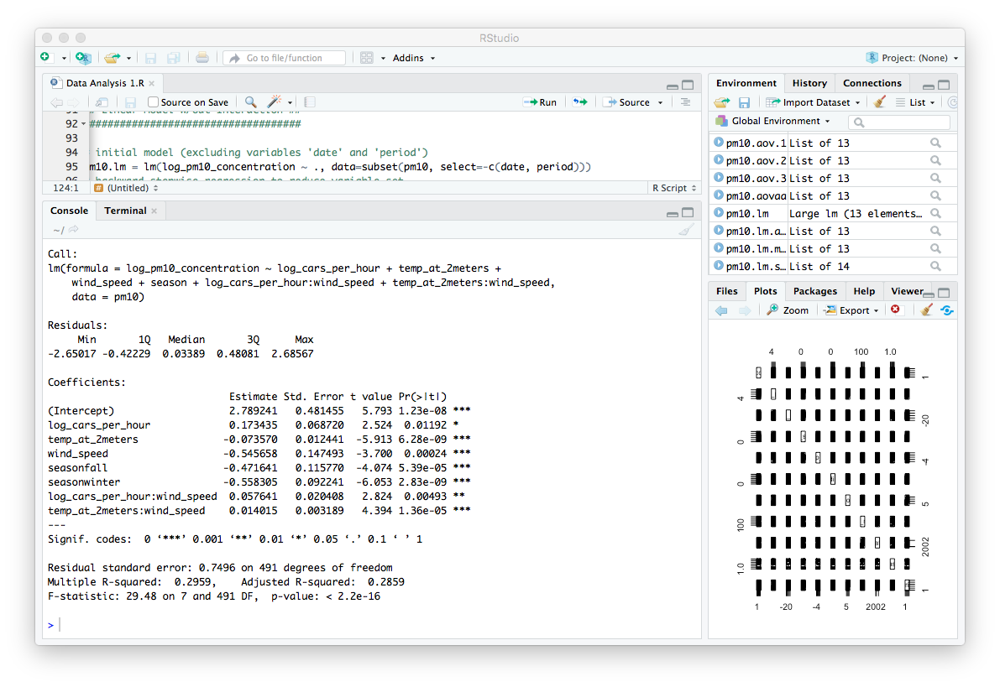 RStudio
Go to file/function
Addins
Project: (None)
Data Analysis 1.R
Source on Save
Run
Source
92 ##################################
93
94 initial model (excluding variables 'date' and 'period')
95 m10.lm = lm(log_pm10_concentration ~ ., data=subset(pm10, select=-c(date, period)))
124:1 # (Untitled) R Script
Console Terminal
~/
Call:
lm(formula = log_pm10_concentration ~ log_cars_per_hour + temp_at_2meters +
    wind_speed + season + log_cars_per_hour:wind_speed + temp_at_2meters:wind_speed,
    data = pm10)
Residuals:
     Min       1Q   Median       3Q      Max
-2.65017 -0.42229  0.03389  0.48081  2.68567
Coefficients:
                             Estimate Std. Error t value Pr(>|t|)
(Intercept)                  2.789241   0.481455   5.793 1.23e-08 ***
log_cars_per_hour            0.173435   0.068720   2.524  0.01192 *
temp_at_2meters             -0.073570   0.012441  -5.913 6.28e-09 ***
wind_speed                  -0.545658   0.147493  -3.700  0.00024 ***
seasonfall                  -0.471641   0.115770  -4.074 5.39e-05 ***
seasonwinter                -0.558305   0.092241  -6.053 2.83e-09 ***
log_cars_per_hour:wind_speed  0.057641   0.020408   2.824  0.00493 **
temp_at_2meters:wind_speed   0.014015   0.003189   4.394 1.36e-05 ***
---
Signif. codes:  0 ‘***’ 0.001 ‘**’ 0.01 ‘*’ 0.05 ‘.’ 0.1 ‘ ’ 1
Residual standard error: 0.7496 on 491 degrees of freedom
Multiple R-squared:  0.2959,    Adjusted R-squared:  0.2859
F-statistic: 29.48 on 7 and 491 DF,  p-value: < 2.2e-16
>
Environment History Connections
Import Dataset List
Global Environment
pm10.aov.1 List of 13
pm10.aov.2 List of 13
pm10.aov.3 List of 13
pm10.aovaa List of 13
pm10.lm Large lm (13 elements…
pm10.lm.a… List of 13
pm10.lm.m… List of 13
pm10.lm.s… List of 14
Files Plots Packages Help Viewer
Zoom Export
4 0 0 100 1.0
1
4
-20
0
-4
0
5
100
2002
1.0
1
1 -20 -4 5 2002 1